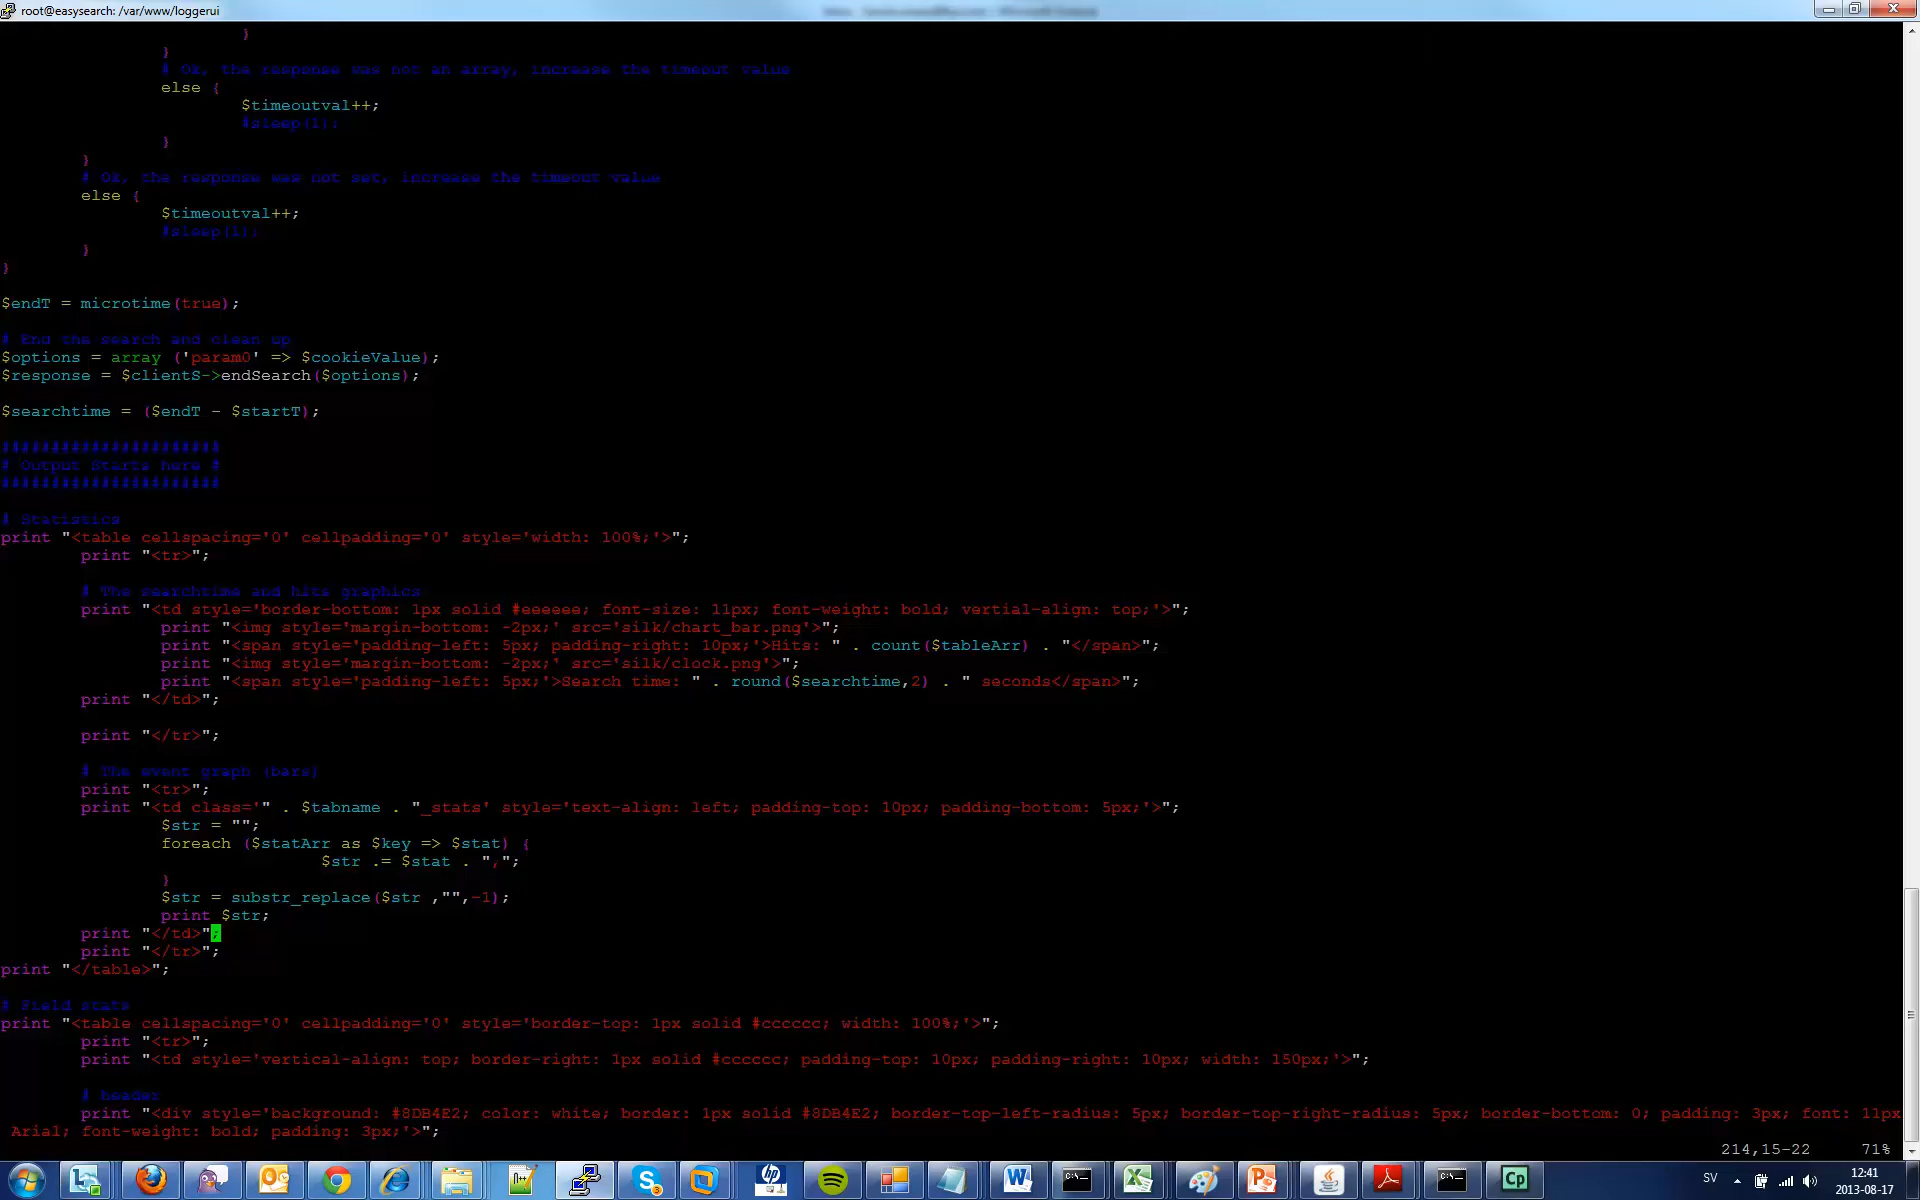 root@easysearch: /var/www/loggerui
}
}
# Ok, the response was not an array, increase the timeout value
else {
$timeoutval++;
#sleep(1);
}
}
# Ok, the response was not set, increase the timeout value
else {
$timeoutval++;
#sleep(1);
}
}
$endT = microtime(true);
# End the search and clean up
$options = array ('param0' => $cookieValue);
$response = $clientS->endSearch($options);
$searchtime = ($endT - $startT);
######################
# Output Starts here #
######################
# Statistics
print "<table cellspacing='0' cellpadding='0' style='width: 100%;'>";
print "<tr>";
# The searchtime and hits graphics
print "<td style='border-bottom: 1px solid #eeeeee; font-size: 11px; font-weight: bold; vertial-align: top;'>";
print "<img style='margin-bottom: -2px;' src='silk/chart_bar.png'>";
print "<span style='padding-left: 5px; padding-right: 10px;'>Hits: " . count($tableArr) . "</span>";
print "<img style='margin-bottom: -2px;' src='silk/clock.png'>";
print "<span style='padding-left: 5px;'>Search time: " . round($searchtime,2) . " seconds</span>";
print "</td>";
print "</tr>";
# The event graph (bars)
print "<tr>";
print "<td class='" . $tabname . "_stats' style='text-align: left; padding-top: 10px; padding-bottom: 5px;'>";
$str = "";
foreach ($statArr as $key => $stat) {
$str .= $stat . ",";
}
$str = substr_replace($str ,"",-1);
print $str;
print "</td>";
print "</tr>";
print "</table>";
# Field stats
print "<table cellspacing='0' cellpadding='0' style='border-top: 1px solid #cccccc; width: 100%;'>";
print "<tr>";
print "<td style='vertical-align: top; border-right: 1px solid #cccccc; padding-top: 10px; padding-right: 10px; width: 150px;'>";
# header
print "<div style='background: #8DB4E2; color: white; border: 1px solid #8DB4E2; border-top-left-radius: 5px; border-top-right-radius: 5px; border-bottom: 0; padding: 3px; font: 11px
Arial; font-weight: bold; padding: 3px;'>";
214,15-22 71%
SV 12:41
2013-08-17